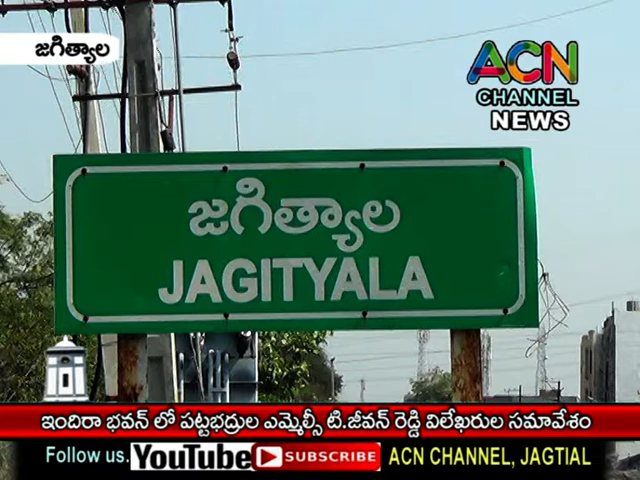 జగిత్యాల
ACN
CHANNEL
NEWS
జగిత్యాల
JAGITYALA
ఇందిరా భవన్ లో పట్టభద్రుల ఎమ్మెల్సీ టి.జీవన్ రెడ్డి విలేఖరుల సమావేశం
Follow us. YouTube SUBSCRIBE ACN CHANNEL, JAGTIAL